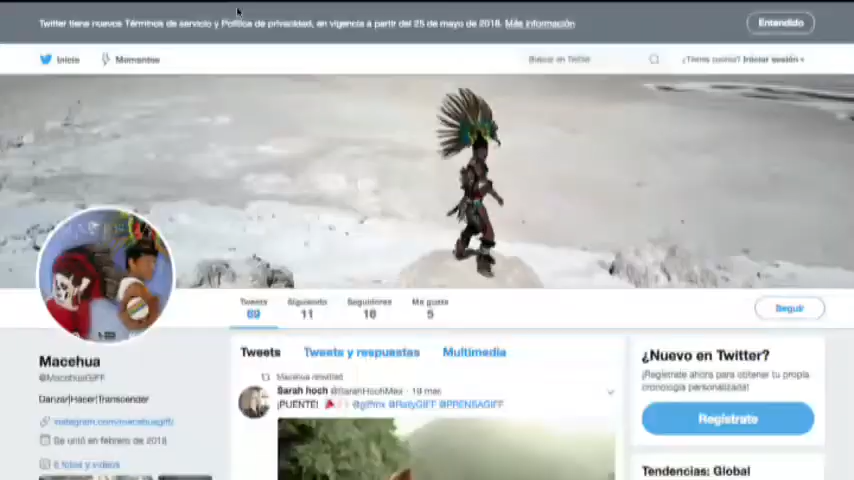 Twitter tiene nuevos Términos de servicio y Política de privacidad, en vigencia a partir del 25 de mayo de 2018. Más información
Entendido
Inicio
Momentos
Buscar en Twitter
¿Tienes cuenta? Iniciar sesión
Tweets
69
Siguiendo
11
Seguidores
16
Me gusta
5
Seguir
Macehua
@MacehuaGIFF
Danzar|Hacer|Transcender
instagram.com/macehuagiff/
Se unió en febrero de 2018
6 fotos y videos
Tweets
Tweets y respuestas
Multimedia
Macehua retwitteó
Sarah hoch @SarahHochMex · 19 mar.
¡PUENTE! @giffmx @RallyGIFF @PRENSAGIFF
¿Nuevo en Twitter?
¡Regístrate ahora para obtener tu propia
cronología personalizada!
Regístrate
Tendencias: Global